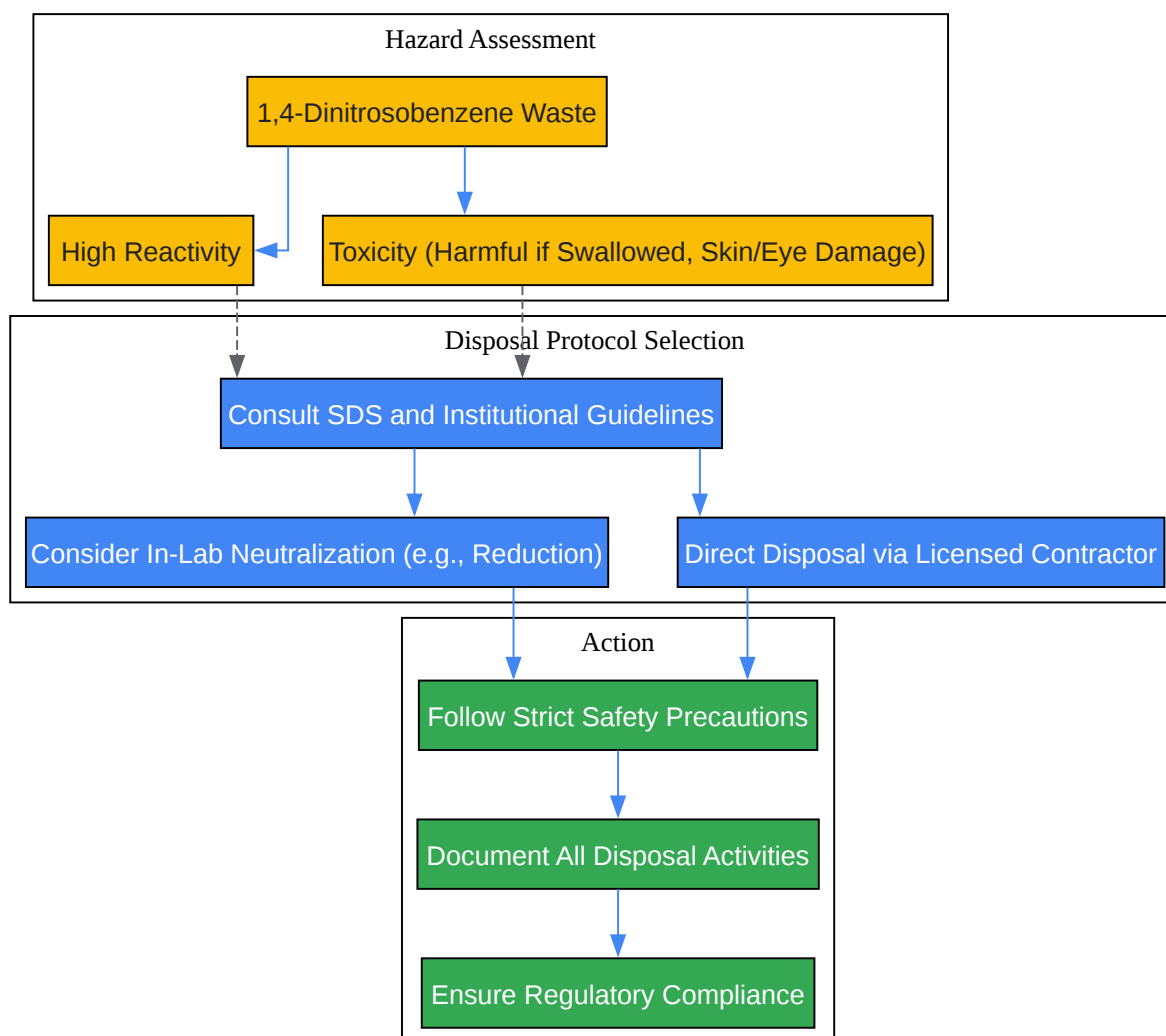 Hazard Assessment
1,4-Dinitrosobenzene Waste
High Reactivity
Toxicity (Harmful if Swallowed, Skin/Eye Damage)
Disposal Protocol Selection
Consult SDS and Institutional Guidelines
Consider In-Lab Neutralization (e.g., Reduction)
Direct Disposal via Licensed Contractor
Action
Follow Strict Safety Precautions
Document All Disposal Activities
Ensure Regulatory Compliance